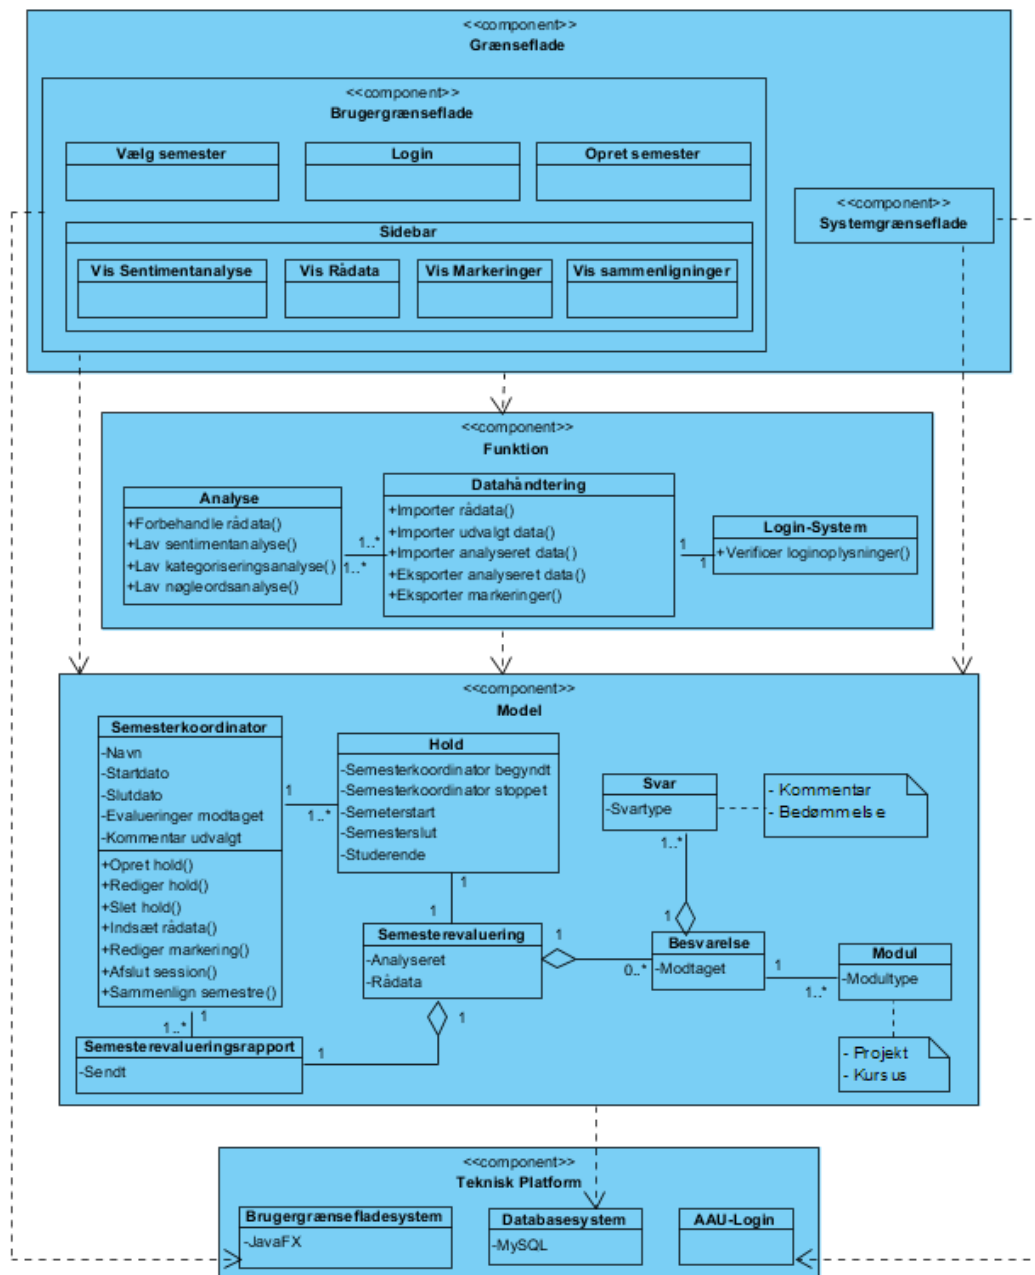 <<component>>
Grænseflade
<<component>>
Brugergrænseflade
Vælg semester
Login
Opret semester
<<component>>
Systemgrænseflade
Sidebar
Vis Sentimentanalyse
Vis Rådata
Vis Markeringer
Vis sammenligninger
<<component>>
Funktion
Analyse
+Forbehandle rådata()
+Lav sentimentanalyse()
+Lav kategoriseringsanalyse()
+Lav nøgleordsanalyse()
1..*
1..*
Datahåndtering
+Importer rådata()
+Importer udvalgt data()
+Importer analyseret data()
+Eksporter analyseret data()
+Eksporter markeringer()
1
1
Login-System
+Verificer loginoplysninger()
<<component>>
Model
Semesterkoordinator
-Navn
-Startdato
-Slutdato
-Evalueringer modtaget
-Kommentar udvalgt
+Opret hold()
+Rediger hold()
+Slet hold()
+Indsæt rådata()
+Rediger markering()
+Afslut session()
+Sammenlign semestre()
1
1..*
Hold
-Semesterkoordinator begyndt
-Semesterkoordinator stoppet
-Semeterstart
-Semesterslut
-Studerende
Svar
-Svartype
- Kommentar
- Bedømmelse
1..*
1
1
1
Semesterevaluering
-Analyseret
-Rådata
1
0..*
Besvarelse
-Modtaget
1
1..*
Modul
-Modultype
- Projekt
- Kursus
1
1..*
Semesterevalueringsrapport
-Sendt
1
1
<<component>>
Teknisk Platform
Brugergrænsefladesystem
-JavaFX
Databasesystem
-MySQL
AAU-Login